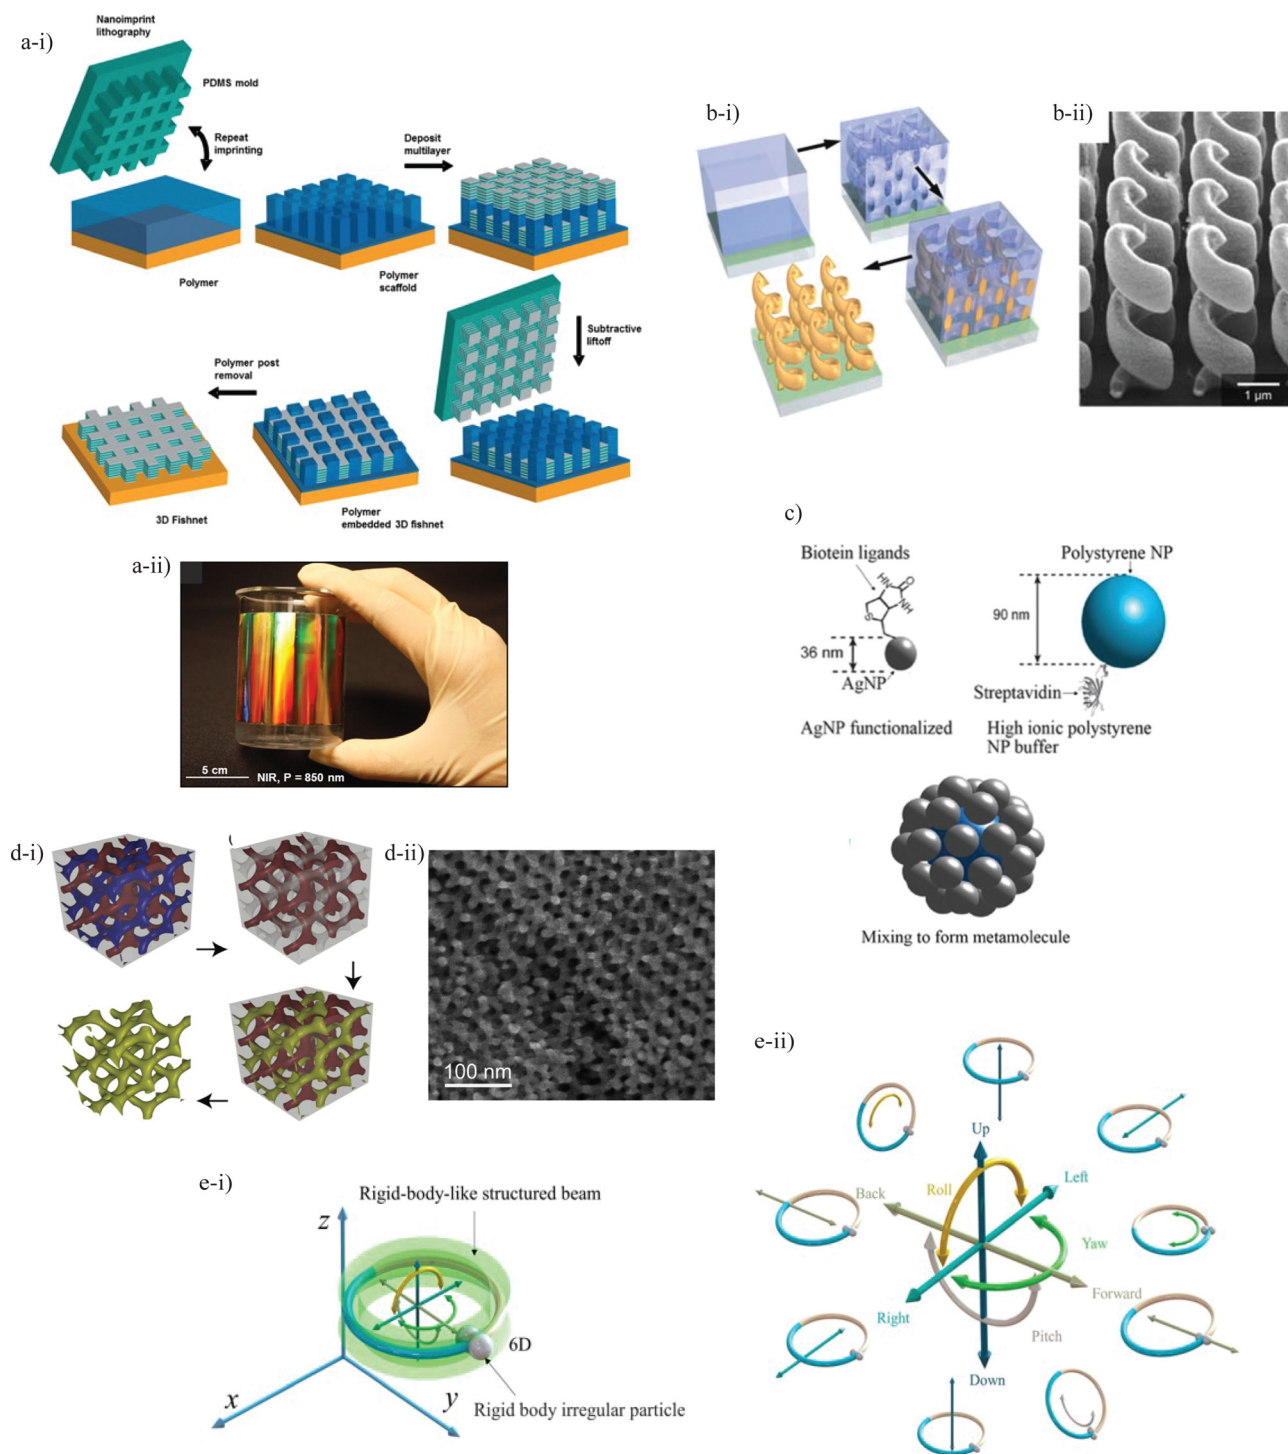 a-i)
Nanoimprint
lithography
PDMS mold
Repeat
imprinting
Deposit
multilayer
Polymer
Polymer
scaffold
Subtractive
liftoff
Polymer post
removal
3D Fishnet
Polymer
embedded 3D fishnet
a-ii)
5 cm
NIR, P = 850 nm
b-i)
b-ii)
1 µm
c)
Biotein ligands
HN
O
NH
S
36 nm
AgNP
AgNP functionalized
Polystyrene NP
90 nm
Streptavidin
High ionic polystyrene
NP buffer
Mixing to form metamolecule
d-i)
d-ii)
100 nm
e-i)
Rigid-body-like structured beam
z
x
y
6D
Rigid body irregular particle
e-ii)
Up
Left
Back
Roll
Yaw
Forward
Right
Pitch
Down